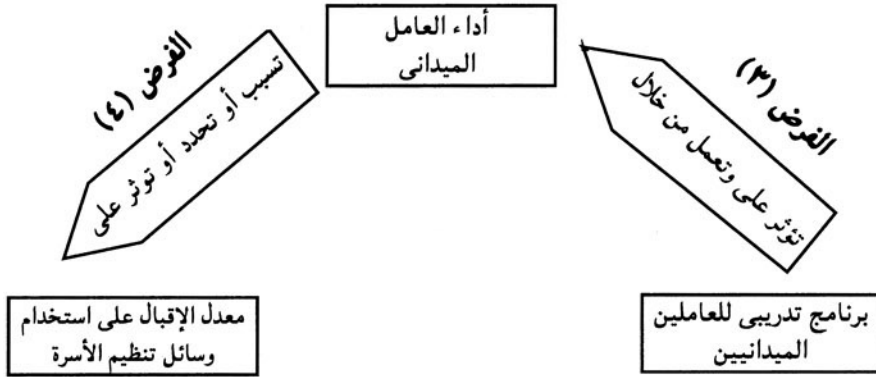 أداء العامل
الميدانى
الفرض (٣)
تؤثر على وتعمل من خلال
الفرض (٤)
تسبب أو تحدد أو توثر على
برنامج تدريبى للعاملين
الميدانيين
معدل الإقبال على استخدام
وسائل تنظيم الأسرة